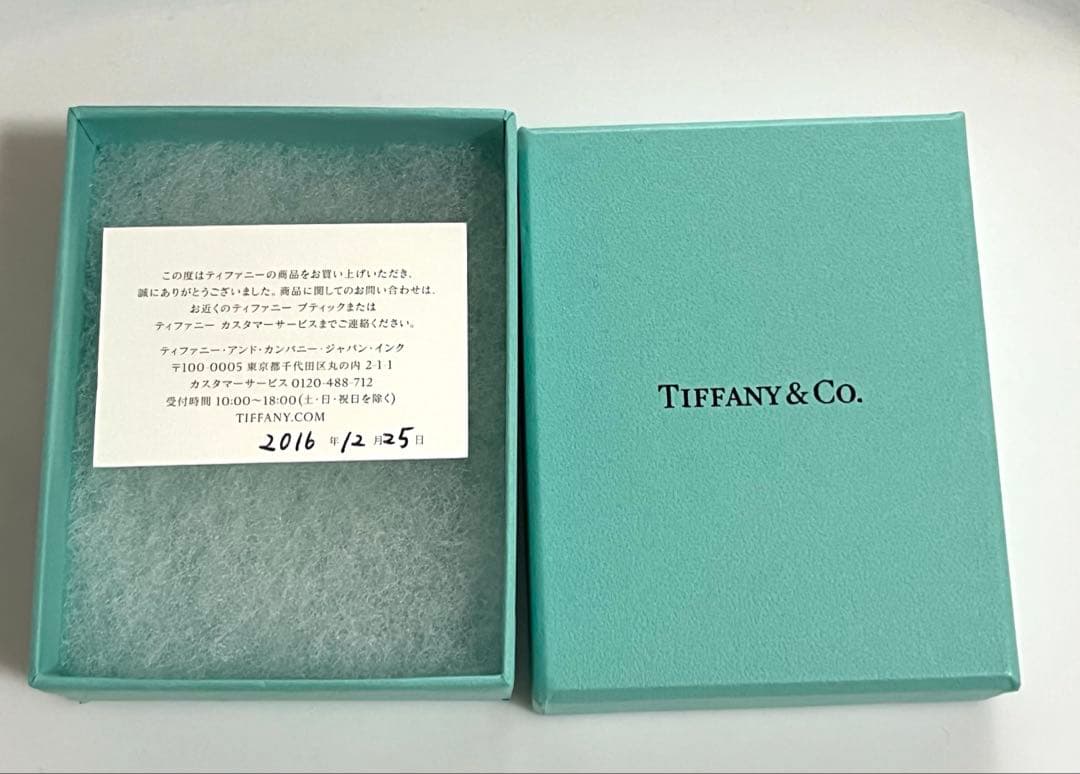 この度はティファニーの商品をお買い上げいただき、
誠にありがとうございました。商品に関してのお問い合わせは、
お近くのティファニー ブティックまたは
ティファニー カスタマーサービスまでご連絡ください。
ティファニー・アンド・カンパニー・ジャパン・インク
〒100-0005 東京都千代田区丸の内 2-1-1
カスタマーサービス 0120-488-712
受付時間 10:00〜18:00(土・日・祝日を除く)
TIFFANY.COM
2016 年 12 月 25 日
TIFFANY & CO.